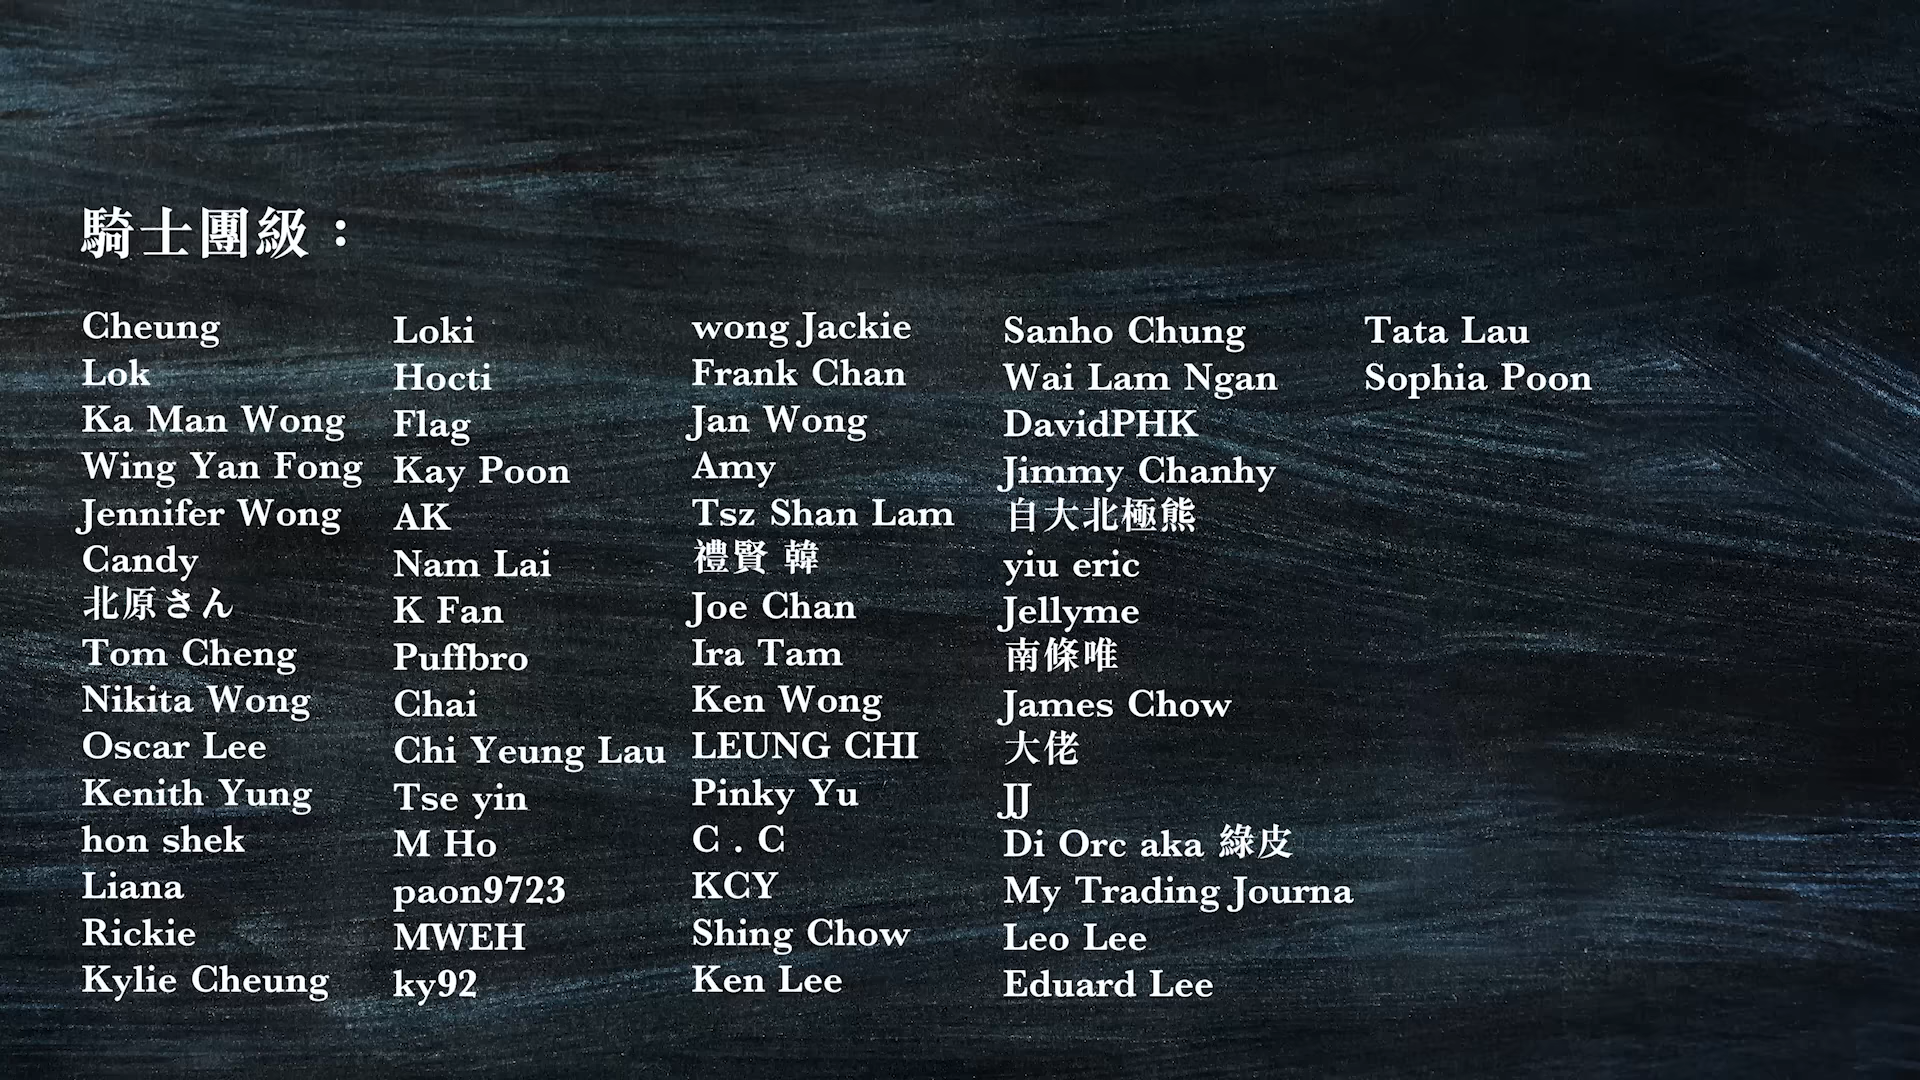 騎士團級：
Cheung
Lok
Ka Man Wong
Wing Yan Fong
Jennifer Wong
Candy
北原さん
Tom Cheng
Nikita Wong
Oscar Lee
Kenith Yung
hon shek
Liana
Rickie
Kylie Cheung
Loki
Hocti
Flag
Kay Poon
AK
Nam Lai
K Fan
Puffbro
Chai
Chi Yeung Lau
Tse yin
M Ho
paon9723
MWEH
ky92
wong Jackie
Frank Chan
Jan Wong
Amy
Tsz Shan Lam
禮賢 韓
Joe Chan
Ira Tam
Ken Wong
LEUNG CHI
Pinky Yu
C . C
KCY
Shing Chow
Ken Lee
Sanho Chung
Wai Lam Ngan
DavidPHK
Jimmy Chanhy
自大北極熊
yiu eric
Jellyme
南條唯
James Chow
大佬
JJ
Di Orc aka 綠皮
My Trading Journa
Leo Lee
Eduard Lee
Tata Lau
Sophia Poon